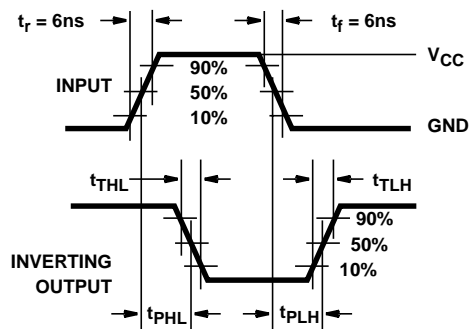 tr = 6ns
tf = 6ns
VCC
INPUT
90%
50%
10%
GND
tTHL
tTLH
90%
50%
10%
INVERTING
OUTPUT
tPHL
tPLH